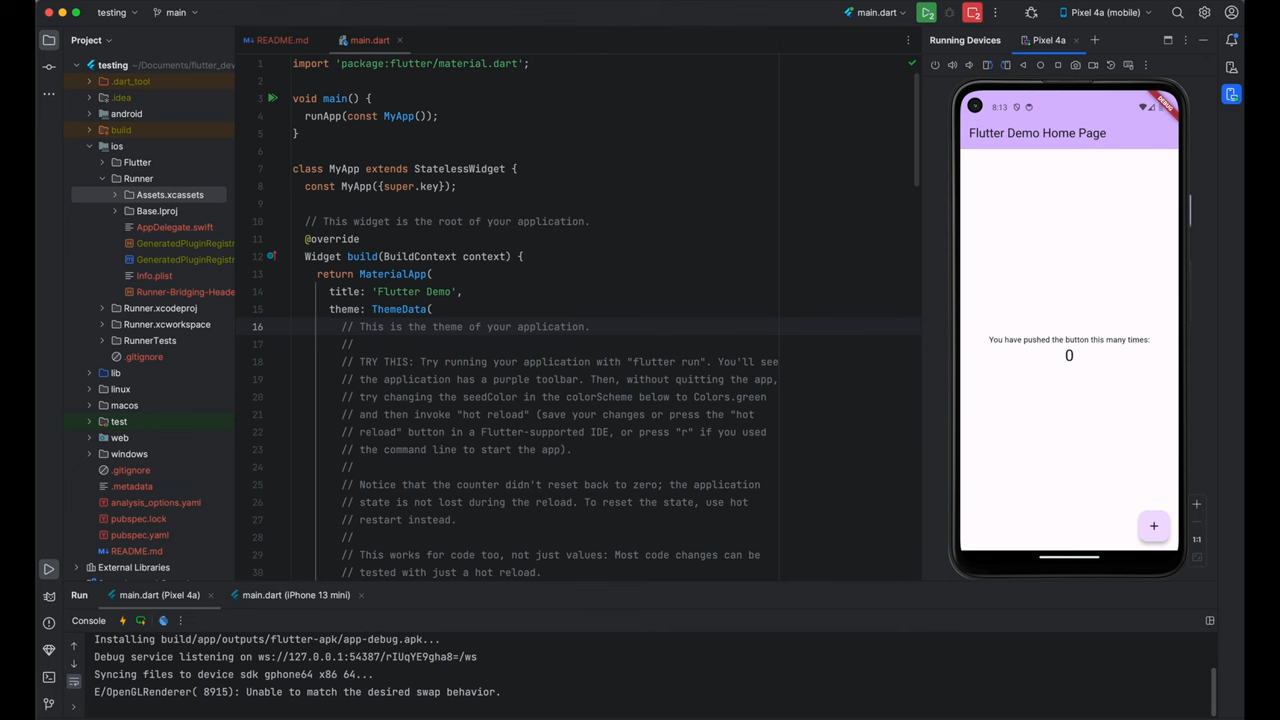 testing
main
main.dart
2
2
Pixel 4a (mobile)
Project
README.md
main.dart
Running Devices
Pixel 4a
testing ~/Documents/flutter_dev
.dart_tool
.idea
android
build
ios
Flutter
Runner
Assets.xcassets
Base.lproj
AppDelegate.swift
GeneratedPluginRegistr
GeneratedPluginRegistr
Info.plist
Runner-Bridging-Heade
Runner.xcodeproj
Runner.xcworkspace
RunnerTests
.gitignore
lib
linux
macos
test
web
windows
.gitignore
.metadata
analysis_options.yaml
pubspec.lock
pubspec.yaml
README.md
External Libraries
1 import 'package:flutter/material.dart';
2
3 void main() {
4 runApp(const MyApp());
5 }
6
7 class MyApp extends StatelessWidget {
8 const MyApp({super.key});
9
10 // This widget is the root of your application.
11 @override
12 Widget build(BuildContext context) {
13 return MaterialApp(
14 title: 'Flutter Demo',
15 theme: ThemeData(
16 // This is the theme of your application.
17 //
18 // TRY THIS: Try running your application with "flutter run". You'll see
19 // the application has a purple toolbar. Then, without quitting the app,
20 // try changing the seedColor in the colorScheme below to Colors.green
21 // and then invoke "hot reload" (save your changes or press the "hot
22 // reload" button in a Flutter-supported IDE, or press "r" if you used
23 // the command line to start the app).
24 //
25 // Notice that the counter didn't reset back to zero; the application
26 // state is not lost during the reload. To reset the state, use hot
27 // restart instead.
28 //
29 // This works for code too, not just values: Most code changes can be
30 // tested with just a hot reload.
8:13
DEBUG
Flutter Demo Home Page
You have pushed the button this many times:
0
+
1:1
Run
main.dart (Pixel 4a)
main.dart (iPhone 13 mini)
Console
Installing build/app/outputs/flutter-apk/app-debug.apk...
Debug service listening on ws://127.0.0.1:54387/rIUqYE9gha8=/ws
Syncing files to device sdk gphone64 x86 64...
E/OpenGLRenderer( 8915): Unable to match the desired swap behavior.